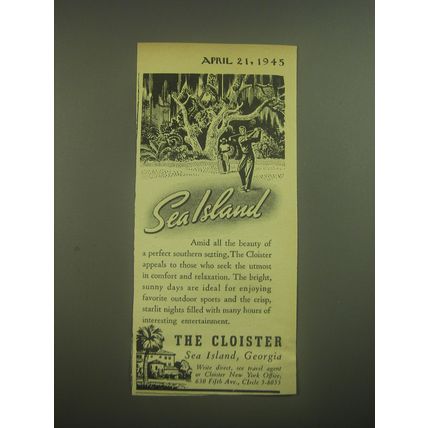 APRIL 21, 1945
Sea Island
Amid all the beauty of
a perfect southern setting, The Cloister
appeals to those who seek the utmost
in comfort and relaxation. The bright,
sunny days are ideal for enjoying
favorite outdoor sports and the crisp,
starlit nights filled with many hours of
interesting entertainment.
THE CLOISTER
Sea Island, Georgia
Write direct, see travel agent
or Cloister New York Office,
630 Fifth Ave., CIrcle 5-8055